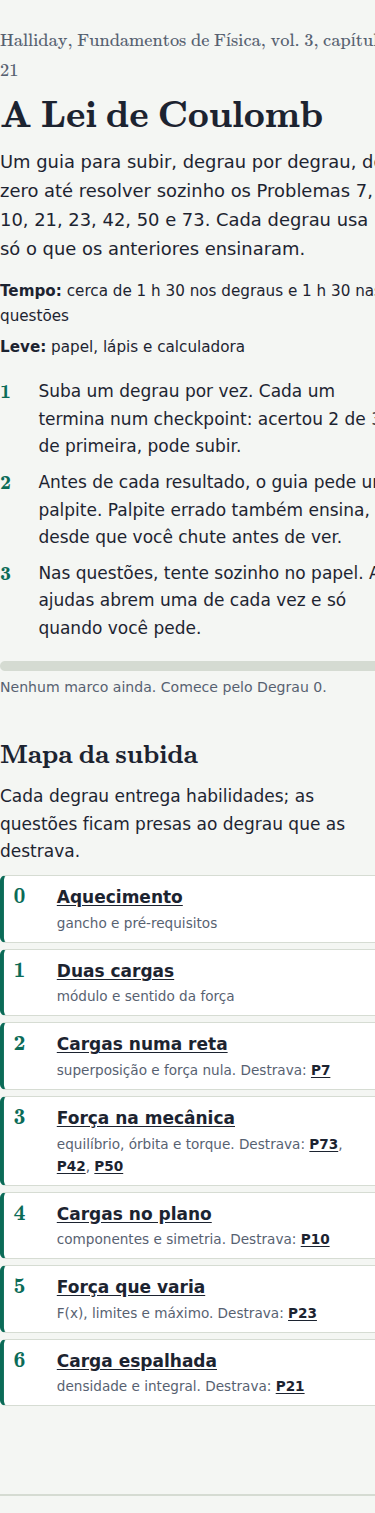 Halliday, Fundamentos de Física, vol. 3,
21
A Lei de Coulomb
Um guia para subir, degrau por degrau,
zero até resolver sozinho os Problemas 7,
10, 21, 23, 42, 50 e 73. Cada degrau usa
só o que os anteriores ensinaram.
Tempo: cerca de 1 h 30 nos degraus e 1 h 30
questões
Leve: papel, lápis e calculadora
1 Suba um degrau por vez. Cada um
termina num checkpoint: acertou 2 de
de primeira, pode subir.
2 Antes de cada resultado, o guia pede
palpite. Palpite errado também ensina,
desde que você chute antes de ver.
3 Nas questões, tente sozinho no papel.
ajudas abrem uma de cada vez e só
quando você pede.
Nenhum marco ainda. Comece pelo Degrau 0.
Mapa da subida
Cada degrau entrega habilidades; as
questões ficam presas ao degrau que as
destrava.
0 Aquecimento
gancho e pré-requisitos
1 Duas cargas
módulo e sentido da força
2 Cargas numa reta
superposição e força nula. Destrava: P7
3 Força na mecânica
equilíbrio, órbita e torque. Destrava: P73,
P42, P50
4 Cargas no plano
componentes e simetria. Destrava: P10
5 Força que varia
F(x), limites e máximo. Destrava: P23
6 Carga espalhada
densidade e integral. Destrava: P21